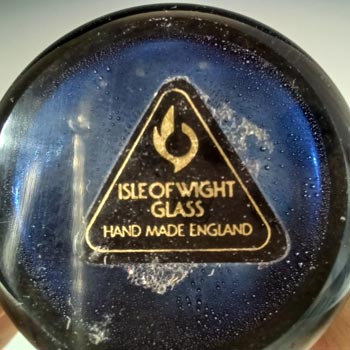 ISLE OF WIGHT
GLASS
HAND MADE ENGLAND